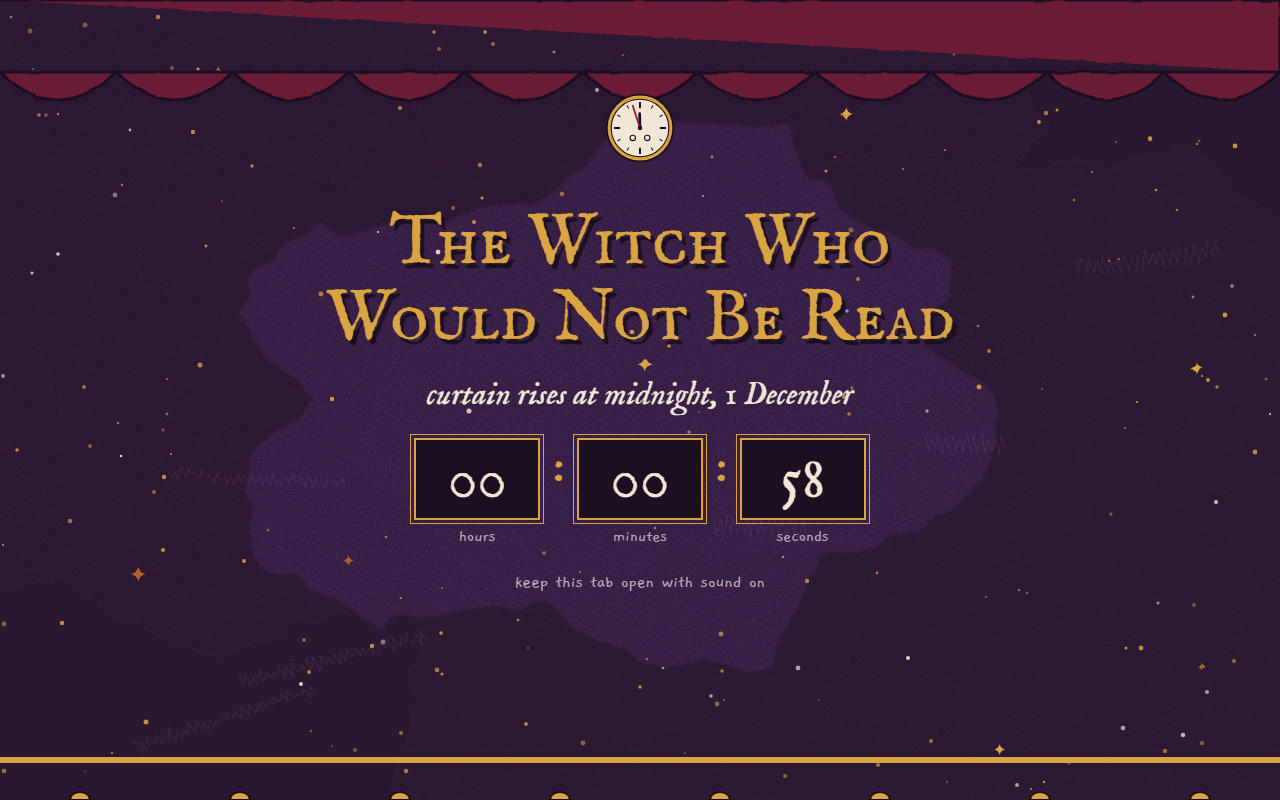 The Witch Who
Would Not Be Read
curtain rises at midnight, 1 December
00 : 00 : 58
hours minutes seconds
keep this tab open with sound on